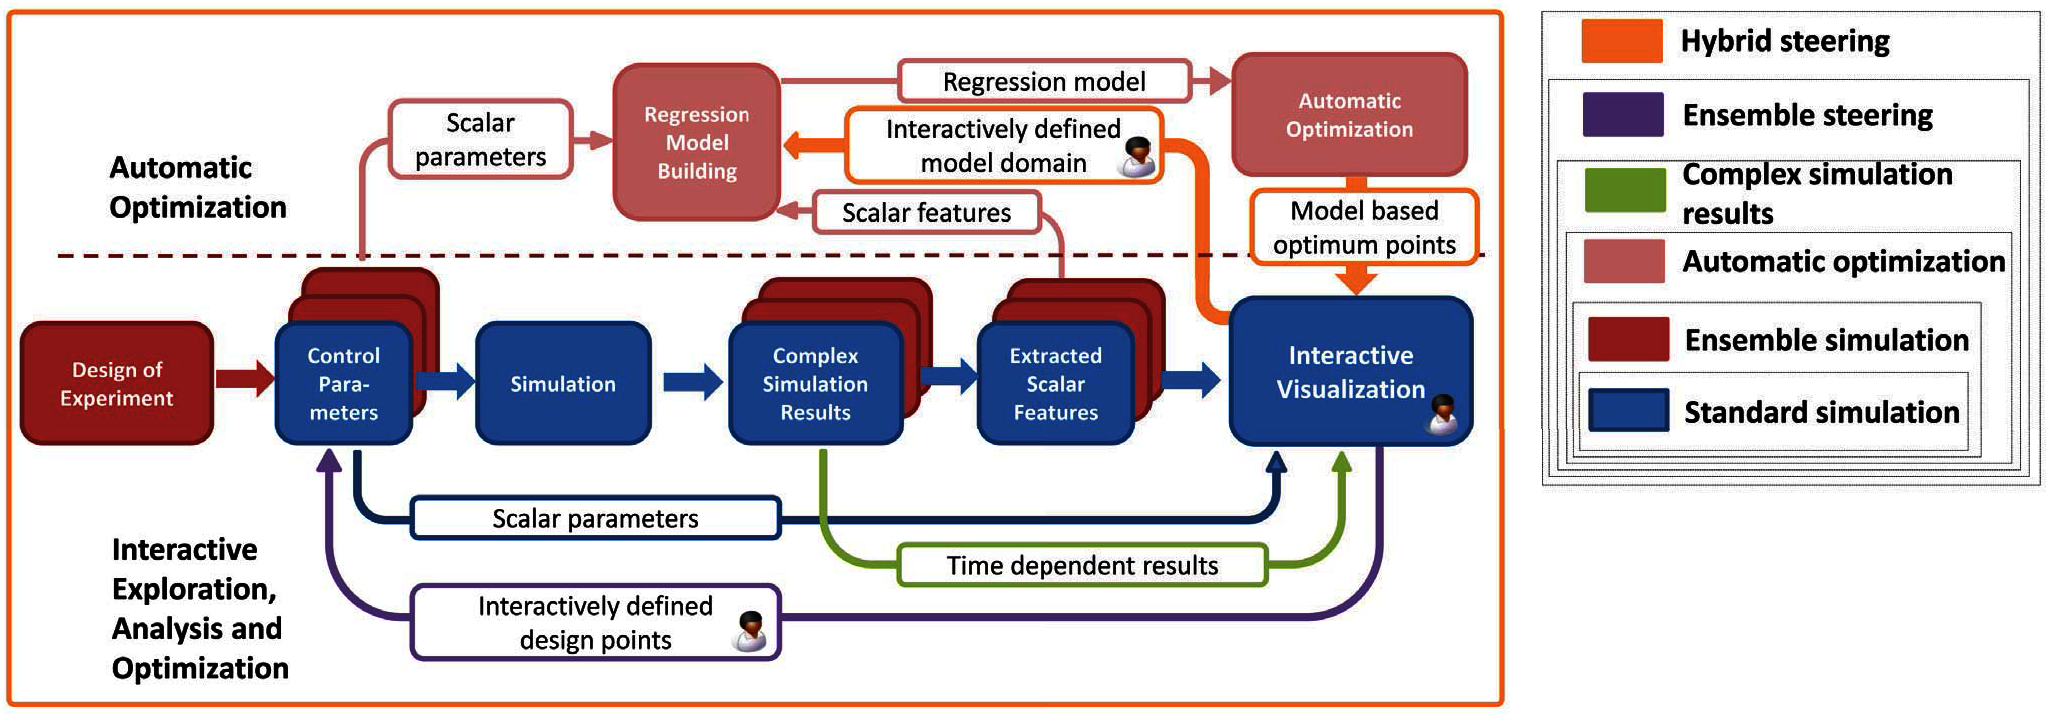 Automatic
Optimization
Scalar
parameters
Regression
Model
Building
Regression model
Interactively defined
model domain
Scalar features
Automatic
Optimization
Model based
optimum points
Design of
Experiment
Control
Para-
meters
Simulation
Complex
Simulation
Results
Extracted
Scalar
Features
Interactive
Visualization
Scalar parameters
Time dependent results
Interactively defined
design points
Interactive
Exploration,
Analysis and
Optimization
Hybrid steering
Ensemble steering
Complex simulation
results
Automatic optimization
Ensemble simulation
Standard simulation